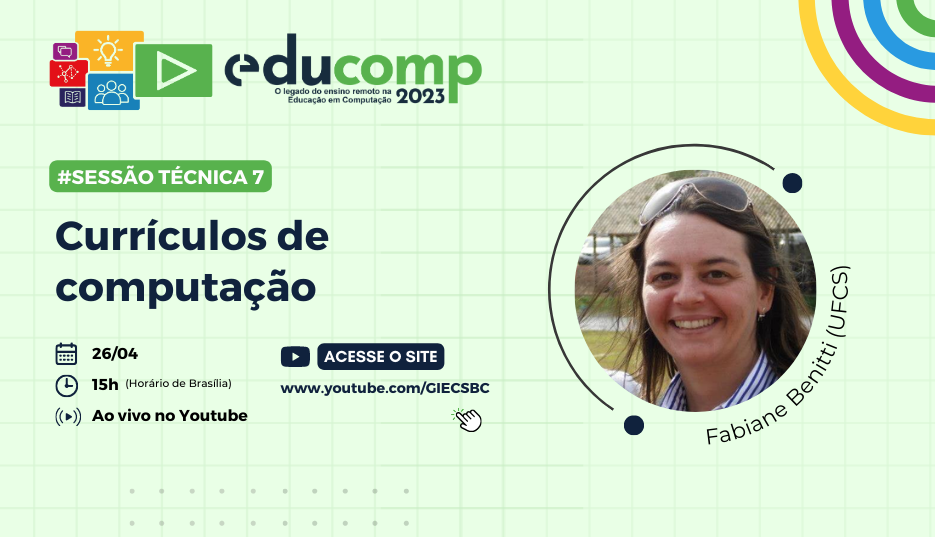 educomp
O legado do ensino remoto na
Educação em Computação 2023
#SESSÃO TÉCNICA 7
Currículos de
computação
26/04
15h (Horário de Brasília)
Ao vivo no Youtube
ACESSE O SITE
www.youtube.com/GIECSBC
Fabiane Benitti (UFCS)